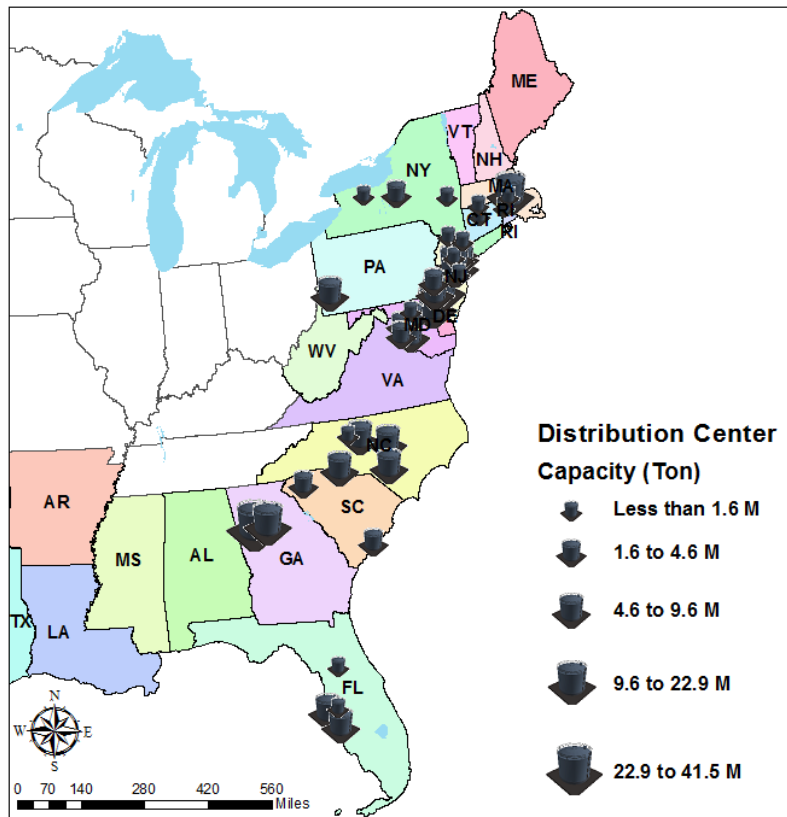 ME
VT
NH
NY
MA
RI
CT
RI
PA
NJ
DE
MD
WV
VA
NC
SC
AR
MS
AL
GA
TX
LA
FL
Distribution Center
Capacity (Ton)
Less than 1.6 M
1.6 to 4.6 M
4.6 to 9.6 M
9.6 to 22.9 M
22.9 to 41.5 M
N
W E
S
0 70 140 280 420 560
Miles